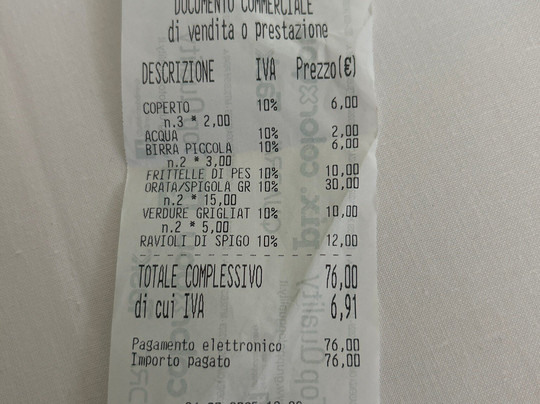 DOCUMENTO COMMERCIALE
di vendita o prestazione
DESCRIZIONE IVA Prezzo(€)
COPERTO 10% 6,00
n.3 * 2,00
ACQUA 10% 2,00
BIRRA PICCOLA 10% 6,00
n.2 * 3,00
FRITTELLE DI PES 10% 10,00
ORATA/SPIGOLA GR 10% 30,00
n.2 * 15,00
VERDURE GRIGLIAT 10% 10,00
n.2 * 5,00
RAVIOLI DI SPIGO 10% 12,00
TOTALE COMPLESSIVO 76,00
di cui IVA 6,91
Pagamento elettronico 76,00
Importo pagato 76,00